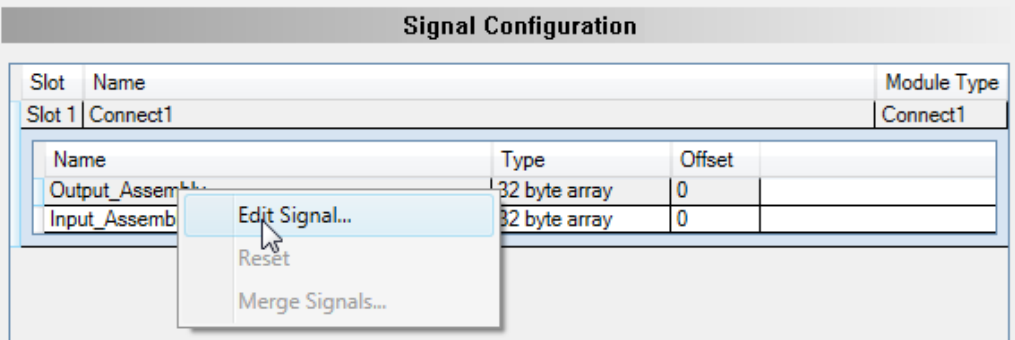 Signal Configuration
Slot Name Module Type
Slot 1 Connect1 Connect1
Name Type Offset
32 byte array 0
32 byte array 0
Edit Signal...
Reset
Merge Signals...